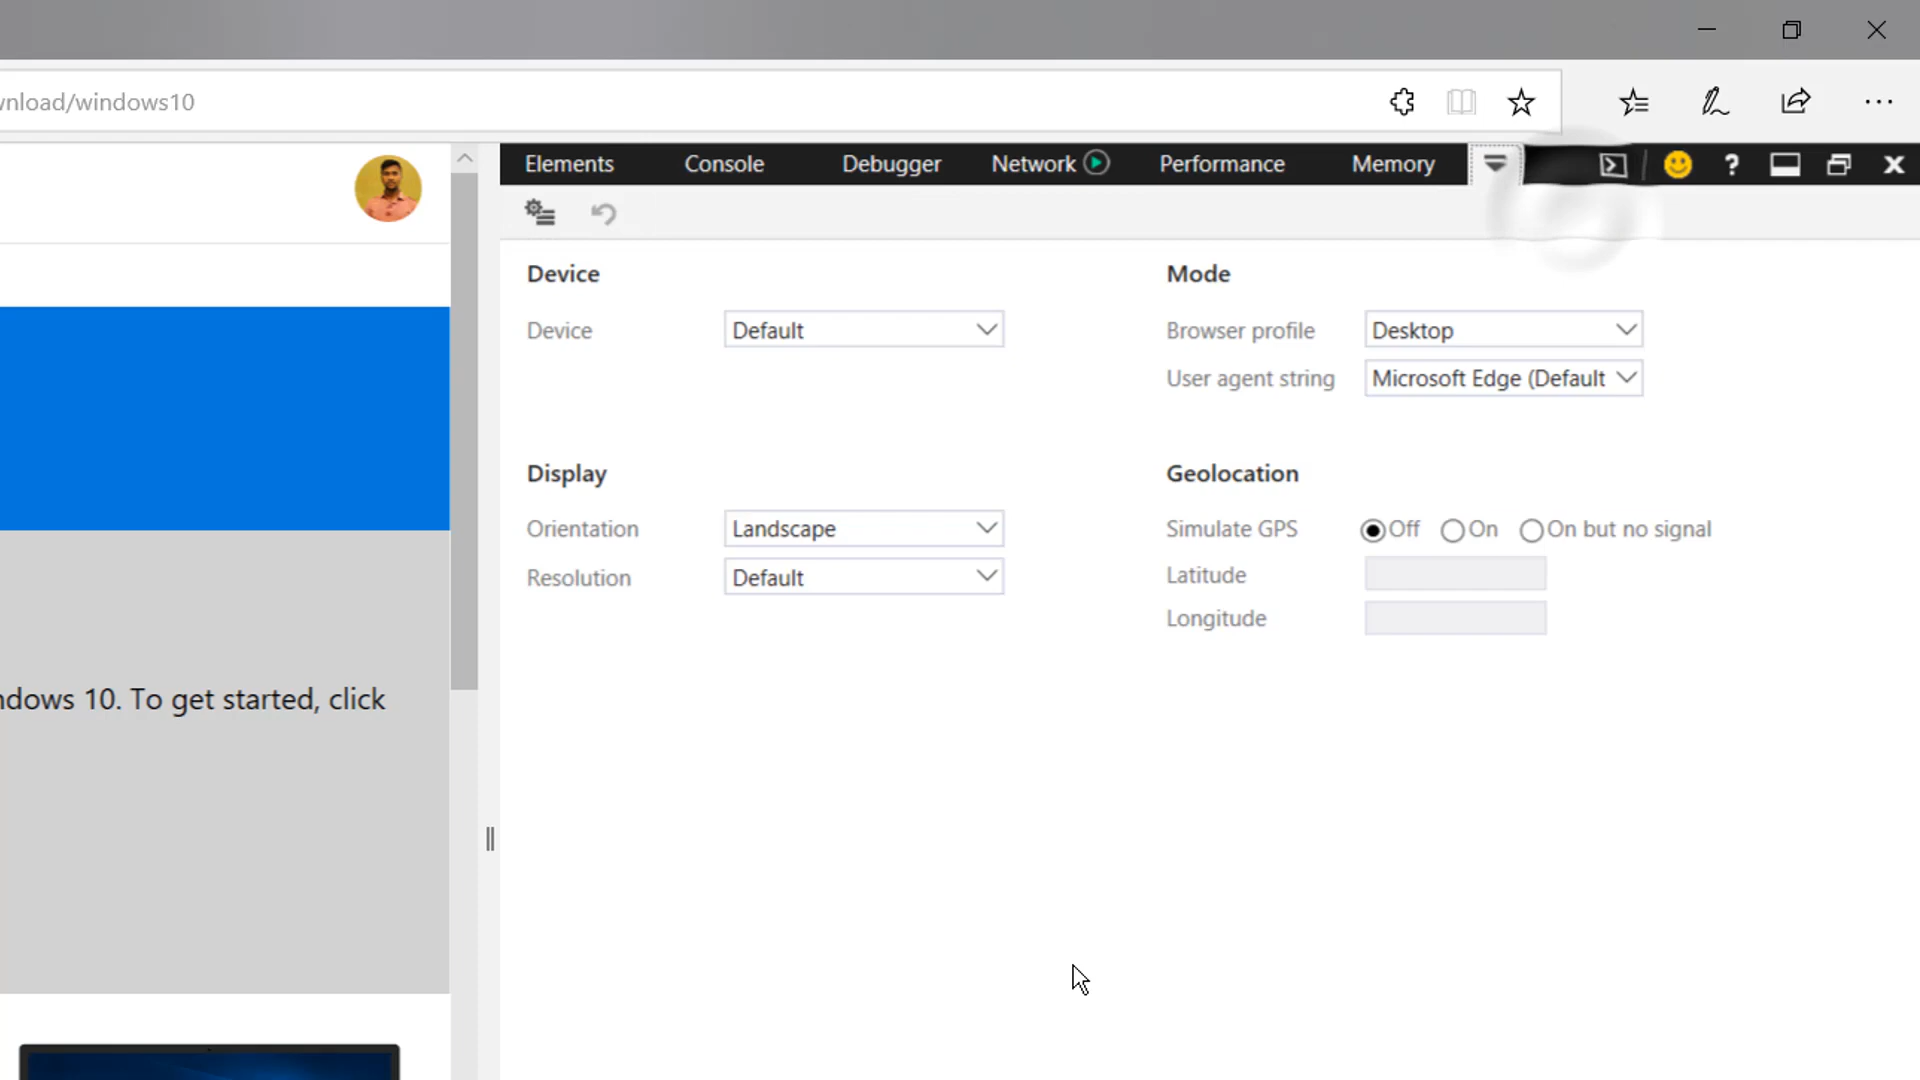 wnload/windows10
Elements Console Debugger Network Performance Memory ?
Device
Device Default
Mode
Browser profile Desktop
User agent string Microsoft Edge (Default
Display
Orientation Landscape
Resolution Default
Geolocation
Simulate GPS Off On On but no signal
Latitude
Longitude
ndows 10. To get started, click